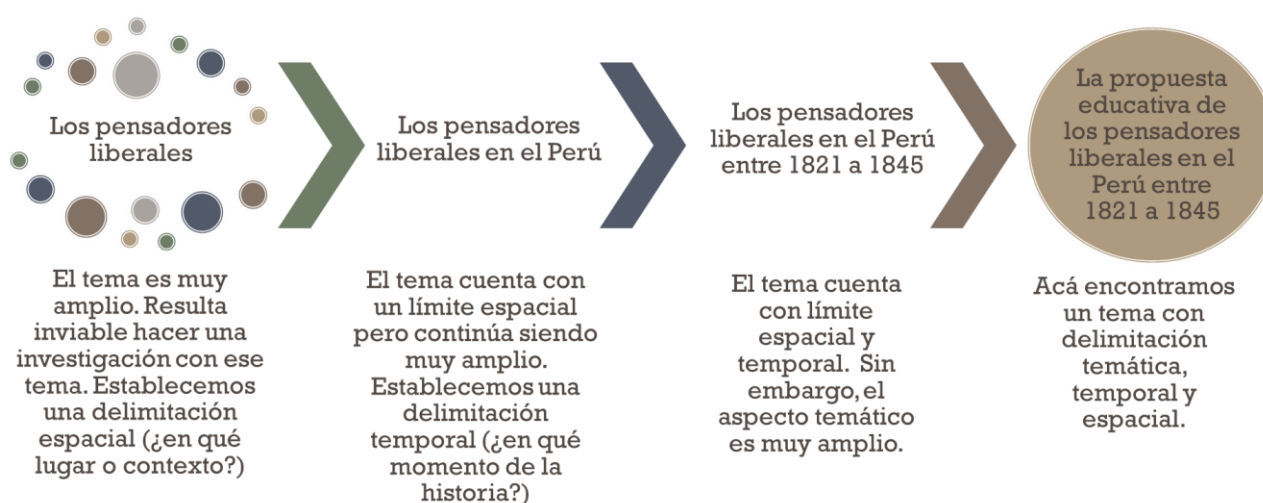 Los pensadores
liberales
Los pensadores
liberales en el Perú
Los pensadores
liberales en el Perú
entre 1821 a 1845
La propuesta
educativa de
los pensadores
liberales en el
Perú entre
1821 a 1845
El tema es muy
amplio. Resulta
inviable hacer una
investigación con ese
tema. Establecemos
una delimitación
espacial (¿en qué
lugar o contexto?)
El tema cuenta con
un límite espacial
pero continúa siendo
muy amplio.
Establecemos una
delimitación
temporal (¿en qué
momento de la
historia?)
El tema cuenta
con límite
espacial y
temporal. Sin
embargo, el
aspecto temático
es muy amplio.
Acá encontramos
un tema con
delimitación
temática,
temporal y
espacial.